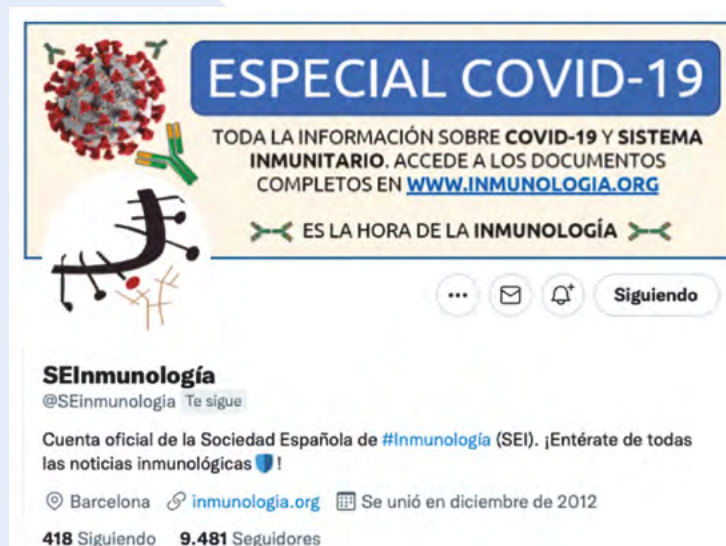 ESPECIAL COVID-19
TODA LA INFORMACIÓN SOBRE COVID-19 Y SISTEMA
INMUNITARIO. ACCEDE A LOS DOCUMENTOS
COMPLETOS EN WWW.INMUNOLOGIA.ORG
ES LA HORA DE LA INMUNOLOGÍA
Siguiendo
SEInmunología
@SEinmunologia Te sigue
Cuenta oficial de la Sociedad Española de #Inmunología (SEI). ¡Entérate de todas
las noticias inmunológicas !
Barcelona inmunologia.org Se unió en diciembre de 2012
418 Siguiendo 9.481 Seguidores